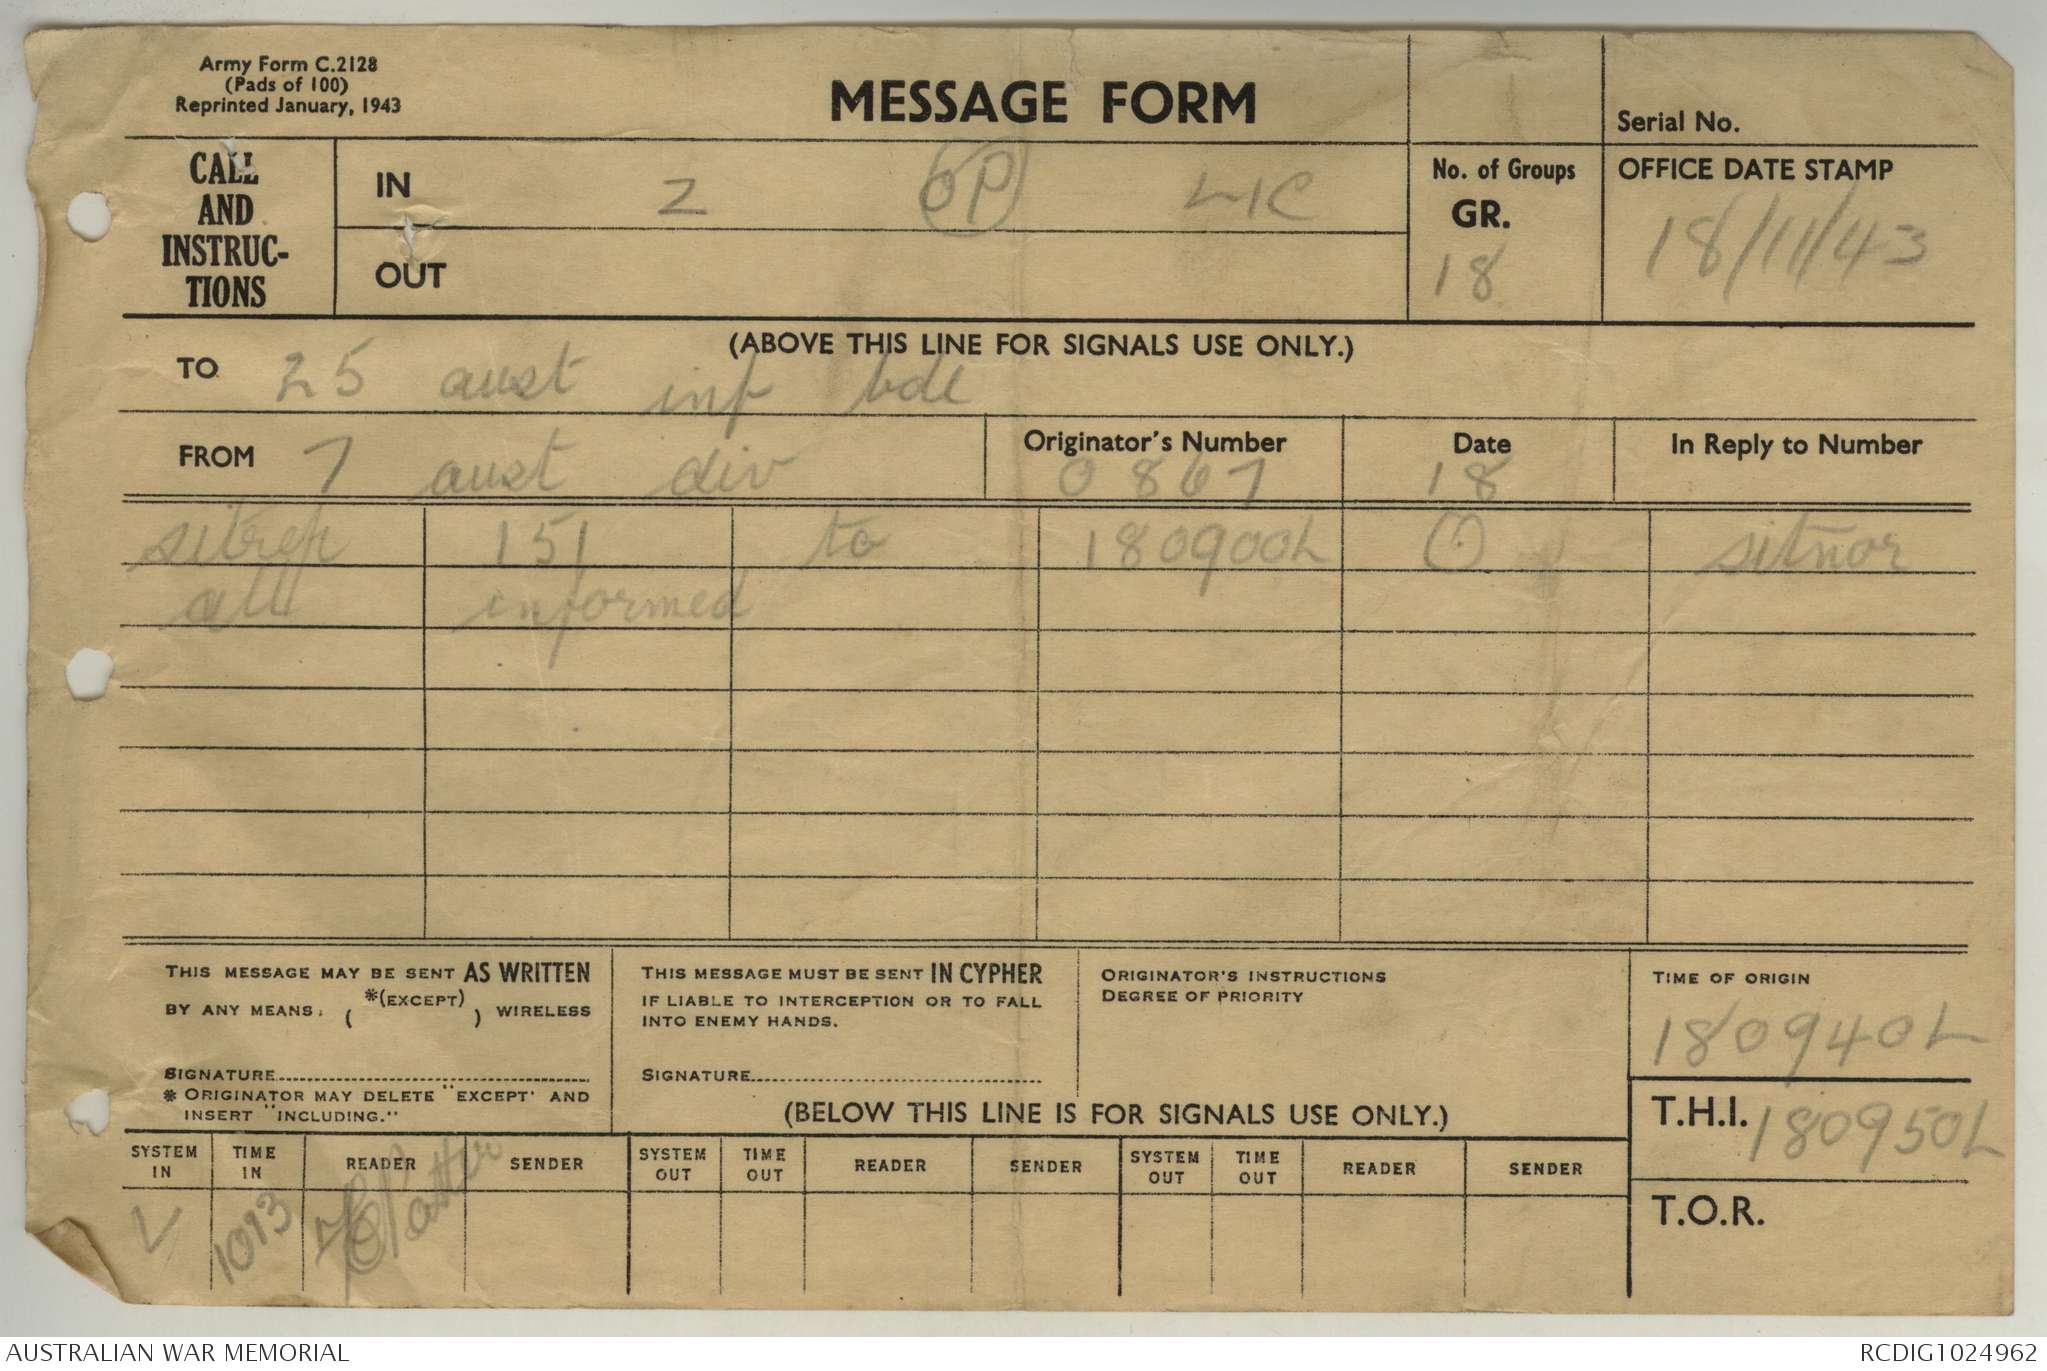 Army Form C.2128
(Pads of 100)
Reprinted January, 1943
MESSAGE FORM
Serial No.
CALL AND INSTRUC-TIONS
IN Z OP LIC
OUT
No. of Groups
GR.
18
OFFICE DATE STAMP
18/11/43
(ABOVE THIS LINE FOR SIGNALS USE ONLY.)
TO 25 aust inf bde
FROM 7 aust div
Originator's Number
0867
Date
18
In Reply to Number
sitrep 151 to 180900L O sitnor
all informed
THIS MESSAGE MAY BE SENT AS WRITTEN
BY ANY MEANS. ( *(EXCEPT) ) WIRELESS
SIGNATURE
* ORIGINATOR MAY DELETE "EXCEPT' AND
INSERT "INCLUDING."
THIS MESSAGE MUST BE SENT IN CYPHER
IF LIABLE TO INTERCEPTION OR TO FALL
INTO ENEMY HANDS.
SIGNATURE
ORIGINATOR'S INSTRUCTIONS
DEGREE OF PRIORITY
(BELOW THIS LINE IS FOR SIGNALS USE ONLY.)
TIME OF ORIGIN
180940L
T.H.I. 180950L
T.O.R.
SYSTEM IN TIME IN READER SENDER SYSTEM OUT TIME OUT READER SENDER SYSTEM OUT TIME OUT READER SENDER
L 1013
AUSTRALIAN WAR MEMORIAL
RCDIG1024962